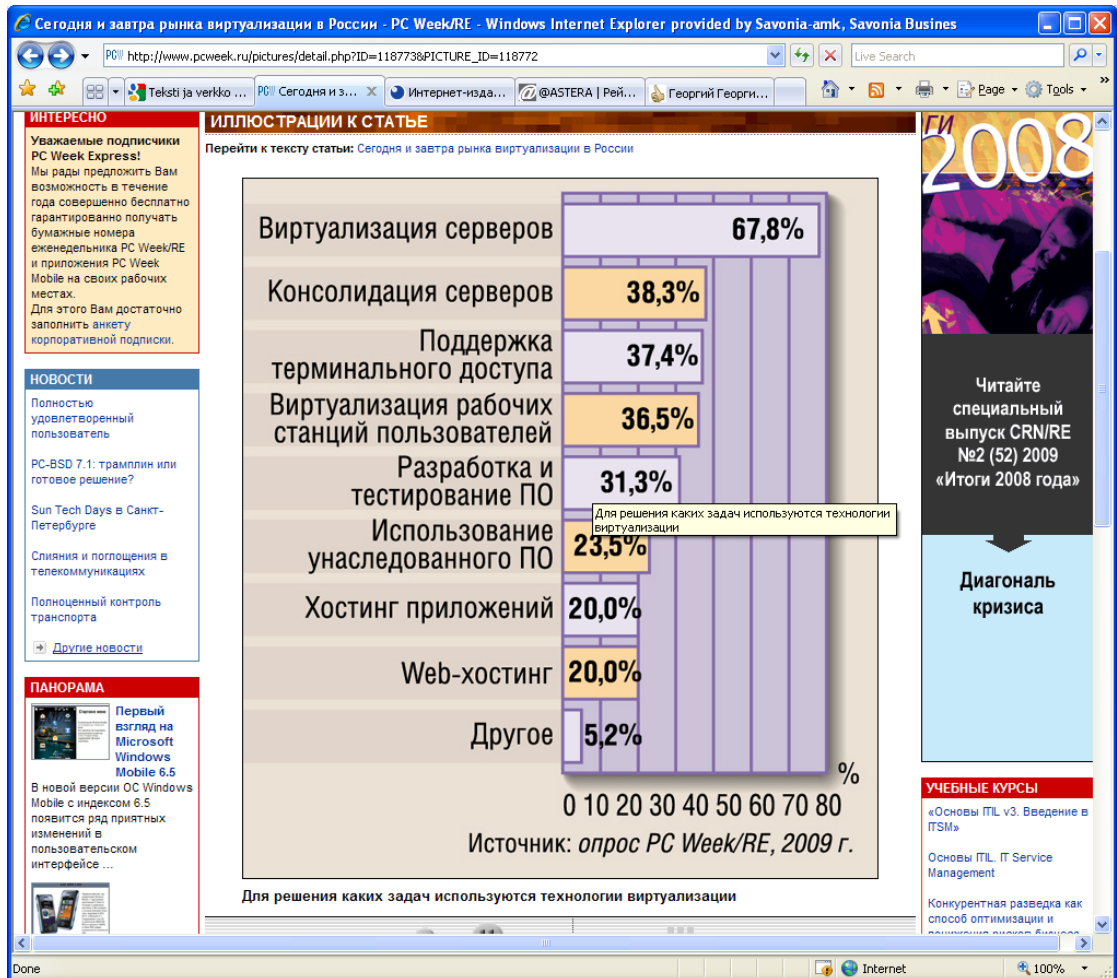 Сегодня и завтра рынка виртуализации в России - PC Week/RE - Windows Internet Explorer provided by Savonia-amk, Savonia Busines
http://www.pcweek.ru/pictures/detail.php?ID=118773&PICTURE_ID=118772
Live Search
Teksti ja verkko ...
Сегодня и з...
Интернет-изда...
@ASTERA | Рей...
Георгий Георги...
Page
Tools
ИНТЕРЕСНО
Уважаемые подписчики
PC Week Express!
Мы рады предложить Вам
возможность в течение
года совершенно бесплатно
гарантированно получать
бумажные номера
еженедельника PC Week/RE
и приложения PC Week
Mobile на своих рабочих
местах.
Для этого Вам достаточно
заполнить анкету
корпоративной подписки.
НОВОСТИ
Полностью
удовлетворенный
пользователь
PC-BSD 7.1: трамплин или
готовое решение?
Sun Tech Days в Санкт-
Петербурге
Слияния и поглощения в
телекоммуникациях
Полноценный контроль
транспорта
Другие новости
ПАНОРАМА
Первый
взгляд на
Microsoft
Windows
Mobile 6.5
В новой версии ОС Windows
Mobile с индексом 6.5
появится ряд приятных
изменений в
пользовательском
интерфейсе ...
ИЛЛЮСТРАЦИИ К СТАТЬЕ
Перейти к тексту статьи: Сегодня и завтра рынка виртуализации в России
Виртуализация серверов 67,8%
Консолидация серверов 38,3%
Поддержка
терминального доступа 37,4%
Виртуализация рабочих
станций пользователей 36,5%
Разработка и
тестирование ПО 31,3%
Для решения каких задач используются технологии
виртуализации
Использование
унаследованного ПО 23,5%
Хостинг приложений 20,0%
Web-хостинг 20,0%
Другое 5,2%
%
0 10 20 30 40 50 60 70 80
Источник: опрос PC Week/RE, 2009 г.
Для решения каких задач используются технологии виртуализации
2008
Читайте
специальный
выпуск CRN/RE
№2 (52) 2009
«Итоги 2008 года»
Диагональ
кризиса
УЧЕБНЫЕ КУРСЫ
«Основы ITIL v3. Введение в
ITSM»
Основы ITIL. IT Service
Management
Конкурентная разведка как
способ оптимизации и
Done
Internet
100%